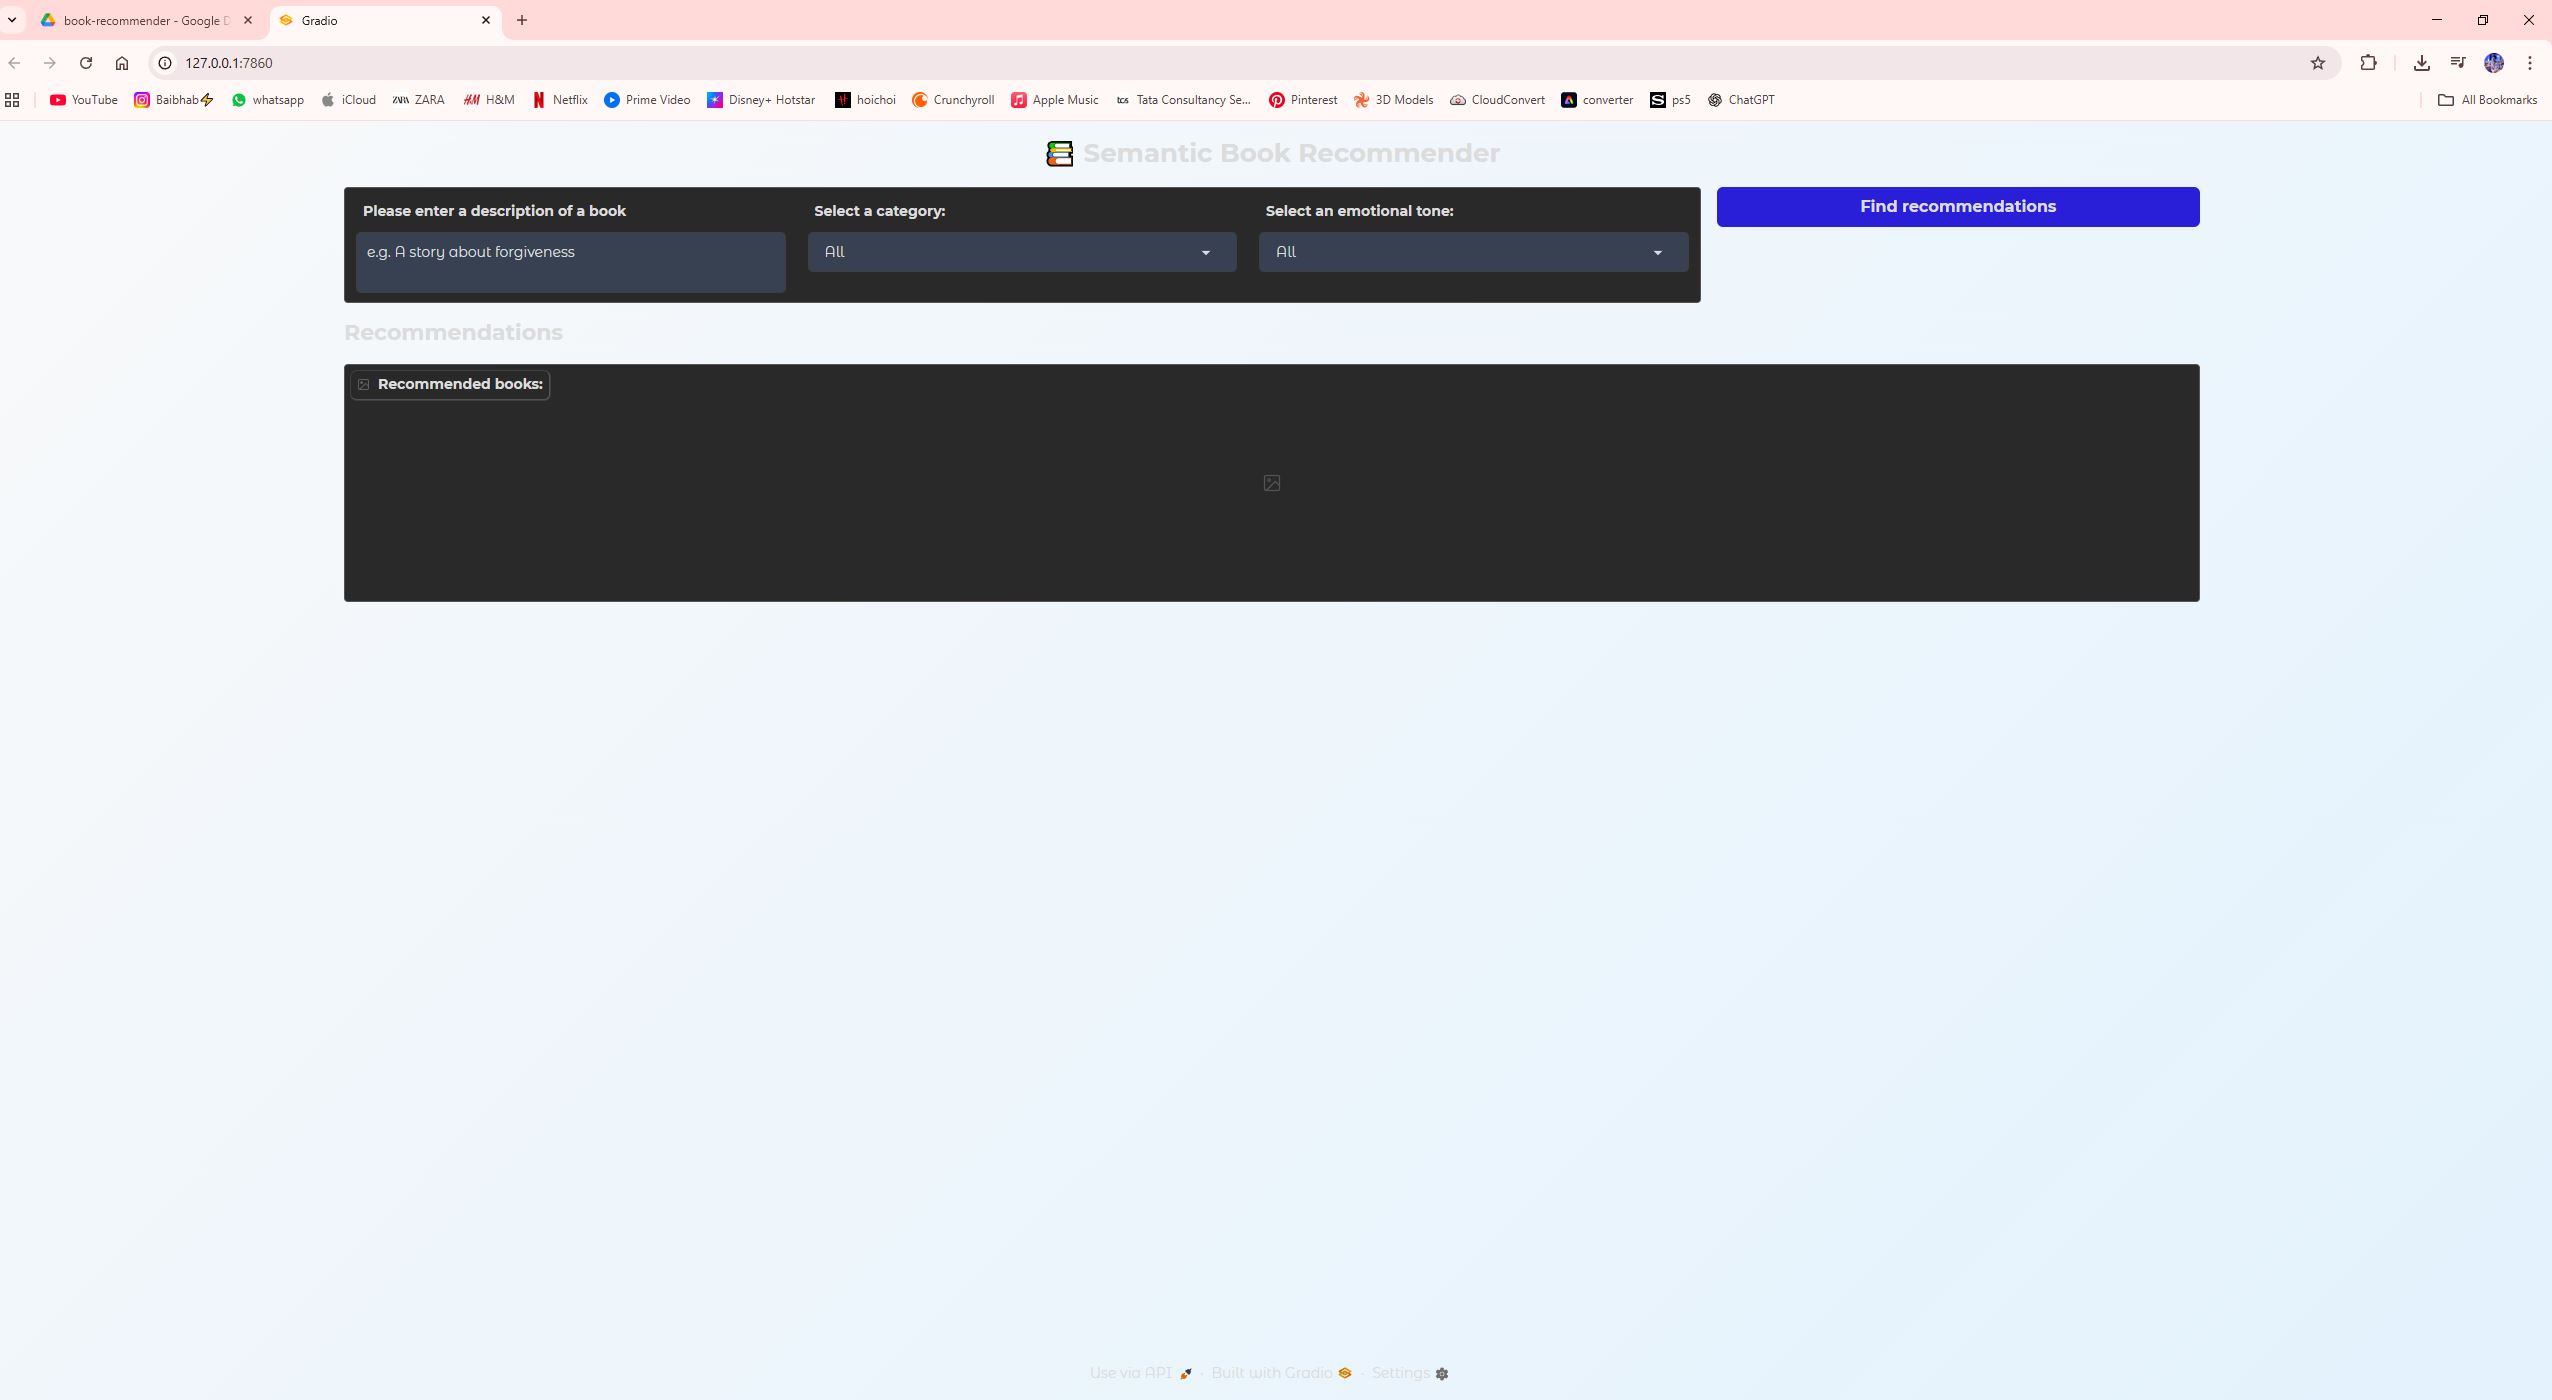 book-recommender - Google D
Gradio
127.0.0.1:7860
YouTube Baibhab⚡ whatsapp iCloud ZARA ZARA H&M Netflix Prime Video Disney+ Hotstar hoichoi Crunchyroll Apple Music tcs Tata Consultancy Se... Pinterest 3D Models CloudConvert converter ps5 ChatGPT All Bookmarks
📚 Semantic Book Recommender
Please enter a description of a book
e.g. A story about forgiveness
Select a category:
All
Select an emotional tone:
All
Find recommendations
Recommendations
Recommended books:
Use via API 🚀 · Built with Gradio · Settings ⚙️